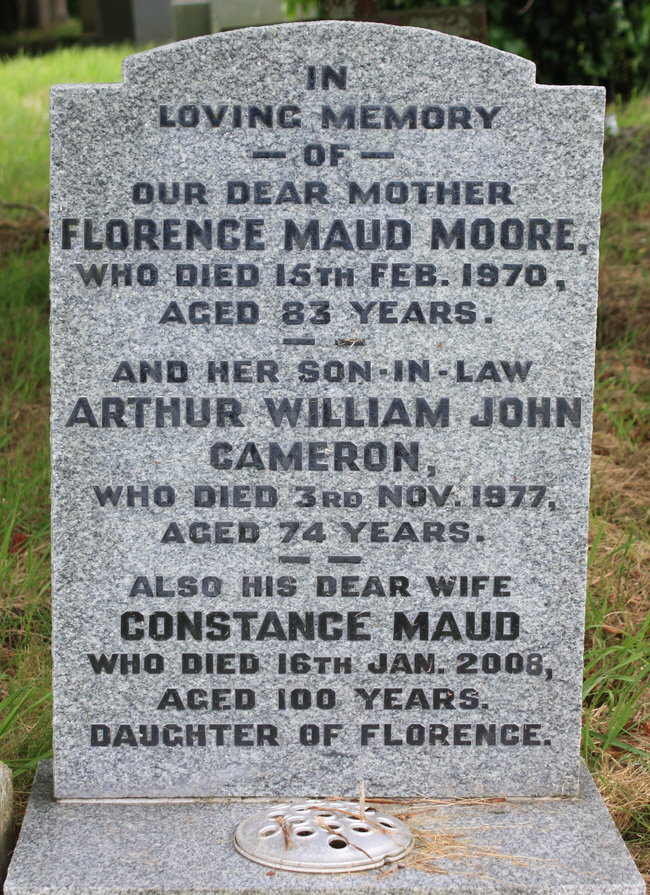 IN
LOVING MEMORY
— OF —
OUR DEAR MOTHER
FLORENCE MAUD MOORE,
WHO DIED 15TH FEB. 1970,
AGED 83 YEARS.
— —
AND HER SON-IN-LAW
ARTHUR WILLIAM JOHN
CAMERON,
WHO DIED 3RD NOV. 1977,
AGED 74 YEARS.
— —
ALSO HIS DEAR WIFE
CONSTANCE MAUD
WHO DIED 16TH JAN. 2008,
AGED 100 YEARS.
DAUGHTER OF FLORENCE.